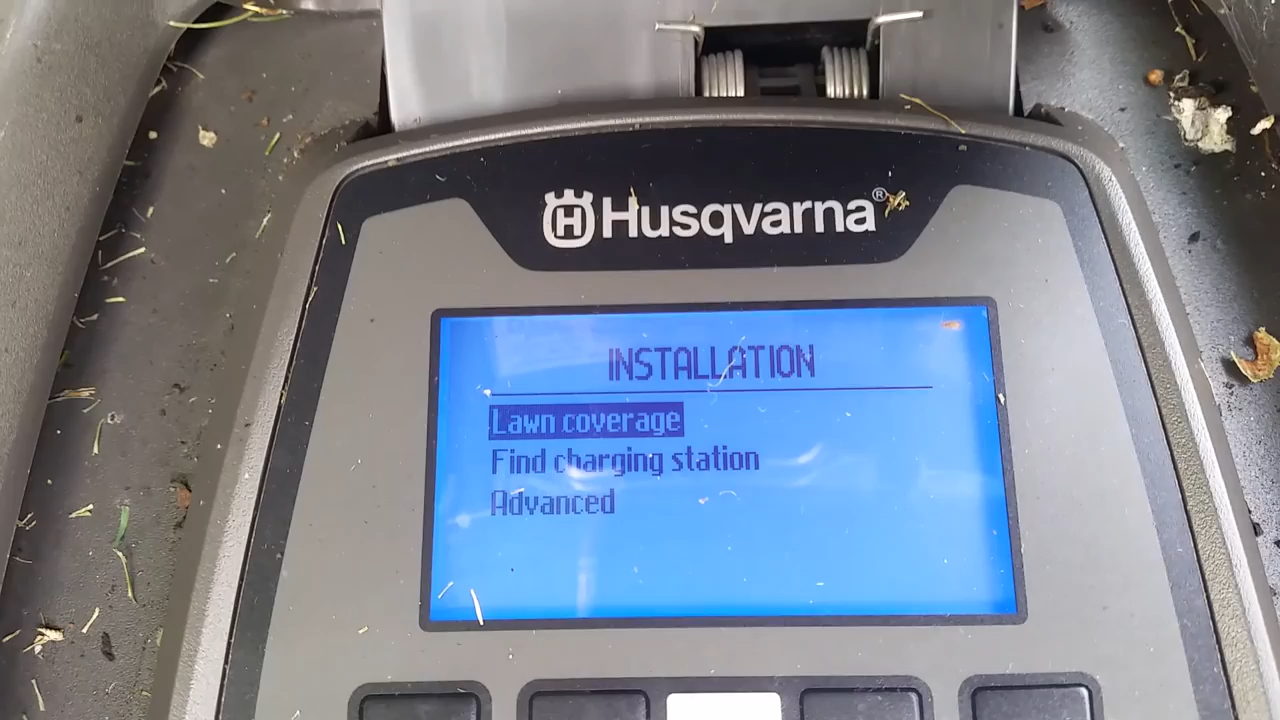 H Husqvarna®
INSTALLATION
Lawn coverage
Find charging station
Advanced